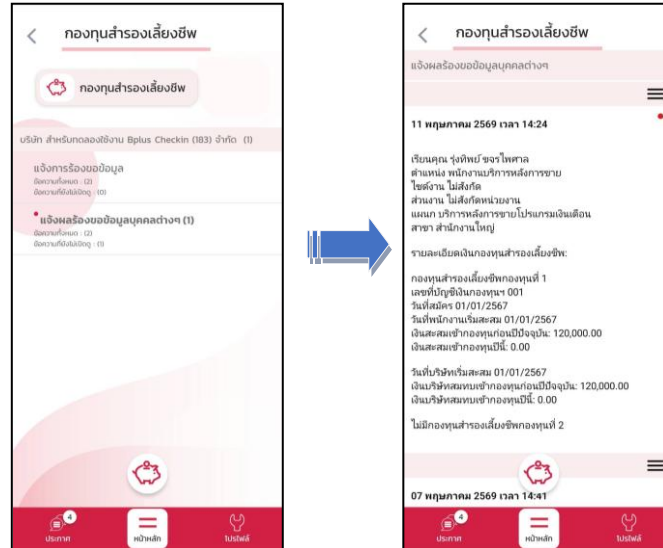 กองทุนสำรองเลี้ยงชีพ
กองทุนสำรองเลี้ยงชีพ
บริษัท สำหรับทดลองใช้งาน Bplus Checkin (183) จำกัด (1)
แจ้งการร้องขอข้อมูล
ข้อความทั้งหมด : (2)
ข้อความที่ยังไม่เปิดดู : (0)
แจ้งผลร้องขอข้อมูลบุคคลต่างๆ (1)
ข้อความทั้งหมด : (2)
ข้อความที่ยังไม่เปิดดู : (1)
4
ประกาศ
หน้าหลัก
โปรไฟล์
กองทุนสำรองเลี้ยงชีพ
แจ้งผลร้องขอข้อมูลบุคคลต่างๆ
11 พฤษภาคม 2569 เวลา 14:24
เรียนคุณ รุ่งทิพย์ ขจรไพศาล
ตำแหน่ง พนักงานบริการหลังการขาย
ไซต์งาน ไม่สังกัด
ส่วนงาน ไม่สังกัดหน่วยงาน
แผนก บริการหลังการขายโปรแกรมเงินเดือน
สาขา สำนักงานใหญ่
รายละเอียดเงินกองทุนสำรองเลี้ยงชีพ:
กองทุนสำรองเลี้ยงชีพกองทุนที่ 1
เลขที่บัญชีเงินกองทุนฯ 001
วันที่สมัคร 01/01/2567
วันที่พนักงานเริ่มสะสม 01/01/2567
เงินสะสมเข้ากองทุนก่อนปีปัจจุบัน: 120,000.00
เงินสะสมเข้ากองทุนปีนี้: 0.00
วันที่บริษัทเริ่มสะสม 01/01/2567
เงินบริษัทสมทบเข้ากองทุนก่อนปีปัจจุบัน: 120,000.00
เงินบริษัทสมทบเข้ากองทุนปีนี้: 0.00
ไม่มีกองทุนสำรองเลี้ยงชีพกองทุนที่ 2
07 พฤษภาคม 2569 เวลา 14:41
4
ประกาศ
หน้าหลัก
โปรไฟล์